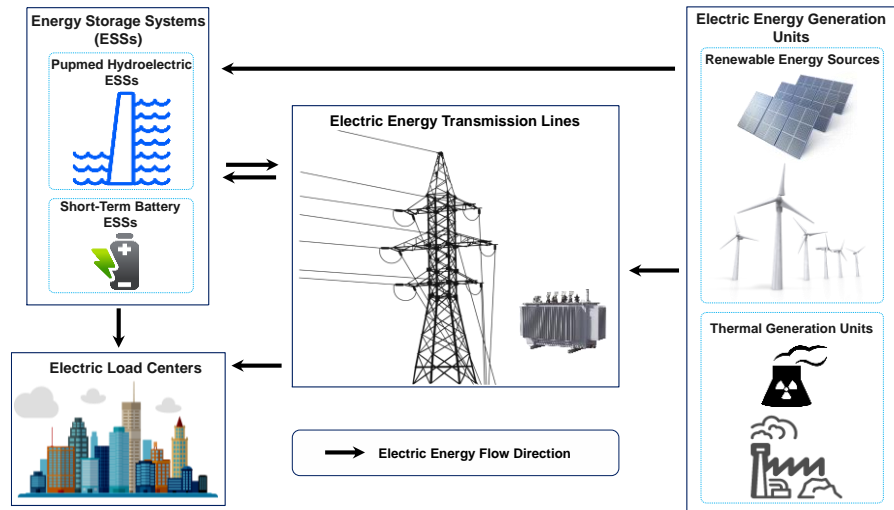 Energy Storage Systems
(ESSs)
Pupmed Hydroelectric
ESSs
Short-Term Battery
ESSs
Electric Load Centers
Electric Energy Transmission Lines
Electric Energy Flow Direction
Electric Energy Generation
Units
Renewable Energy Sources
Thermal Generation Units